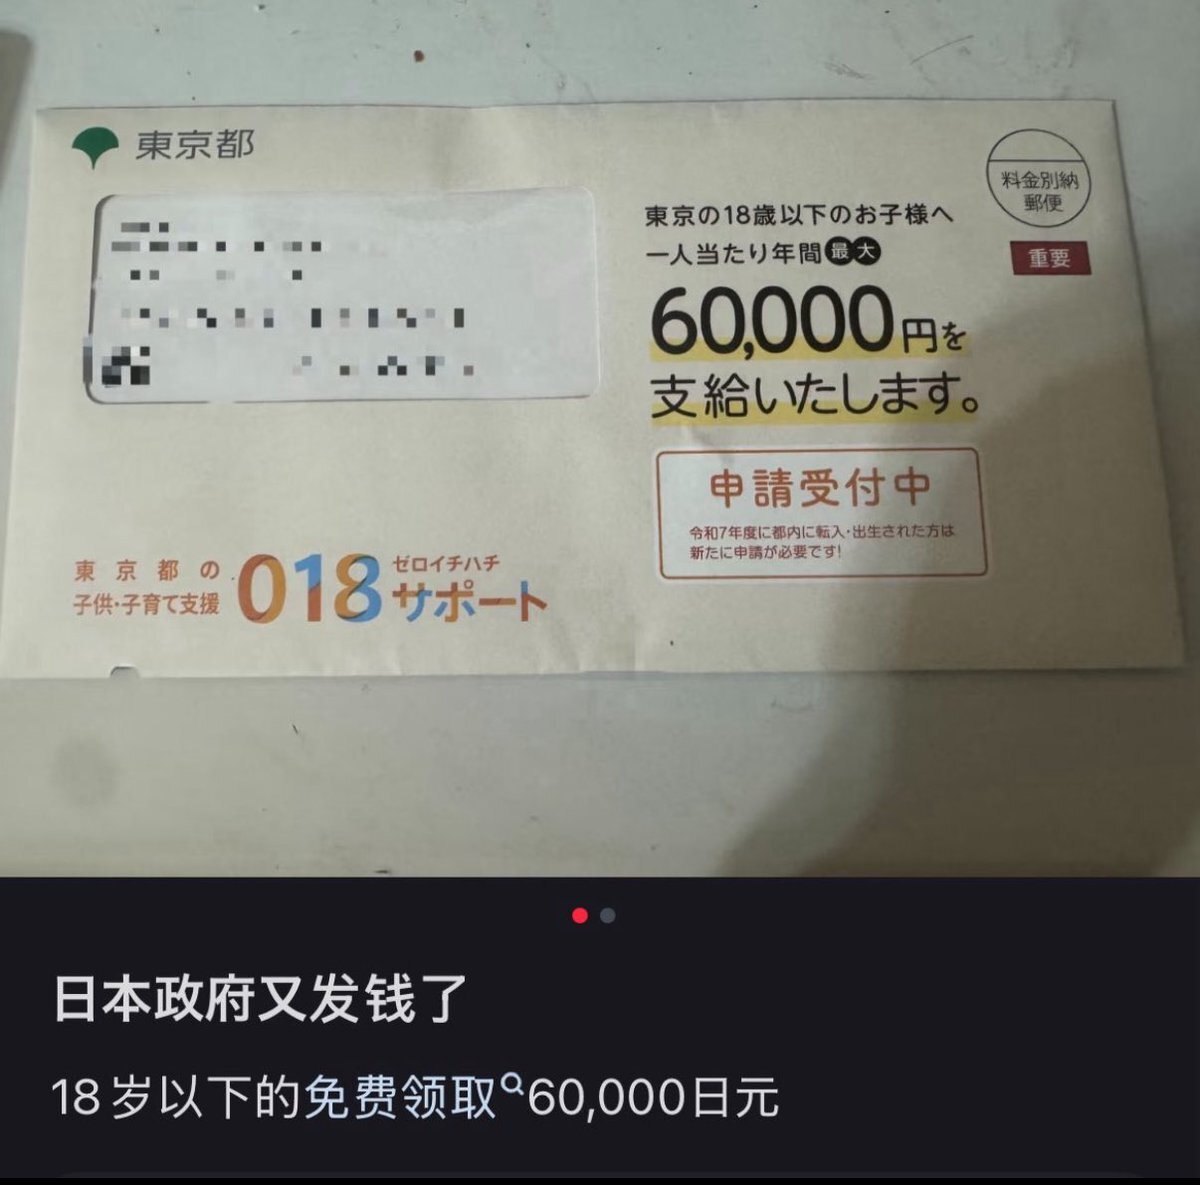 東京都
料金別納
郵便
重要
東京の18歳以下のお子様へ
一人当たり年間最大
60,000円を
支給いたします。
申請受付中
令和7年度に都内に転入・出生された方は
新たに申請が必要です!
東京都の
子供・子育て支援
018
ゼロイチハチ
サポート
日本政府又发钱了
18岁以下的免费领取60,000日元